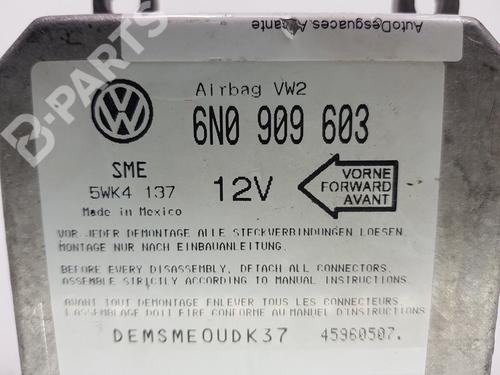 AutoDesguaces.Alicante
B-PARTS
Airbag VW2
6N0 909 603
SME
5WK4 137
Made in Mexico
12V
VORNE
FORWARD
AVANT
VOR JEDER DEMONTAGE ALLE STECKVERBINDUNGEN LOESEN
MONTAGE NUR NACH EINBAUANLEITUNG.
BEFORE EVERY DISASSEMBLY, DETACH ALL CONNECTORS.
ASSEMBLE STRICTLY ACCORDING TO MANUAL INSTRUCTIONS.
AVANT TOUT DEMONTAGE ENLEVER TOUS LES CONNECTEURS.
L'ASSEMBLAGE DOIT FIRE CONFORME AU MANUEL D'INSTRUCTIONS.
DEMSMEOUDK37
45960507.